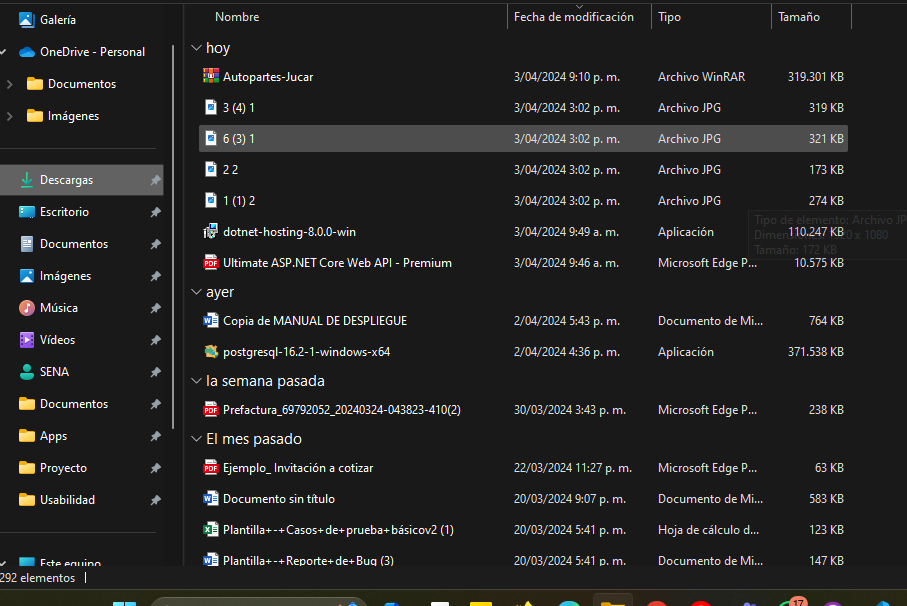 Nombre Fecha de modificación Tipo Tamaño
Galería
OneDrive - Personal
Documentos
Imágenes
Descargas
Escritorio
Documentos
Imágenes
Música
Vídeos
SENA
Documentos
Apps
Proyecto
Usabilidad
Este equipo
hoy
Autopartes-Jucar 3/04/2024 9:10 p. m. Archivo WinRAR 319.301 KB
3 (4) 1 3/04/2024 3:02 p. m. Archivo JPG 319 KB
6 (3) 1 3/04/2024 3:02 p. m. Archivo JPG 321 KB
2 2 3/04/2024 3:02 p. m. Archivo JPG 173 KB
1 (1) 2 3/04/2024 3:02 p. m. Archivo JPG 274 KB
dotnet-hosting-8.0.0-win 3/04/2024 9:49 a. m. Aplicación 110.247 KB
Ultimate ASP.NET Core Web API - Premium 3/04/2024 9:46 a. m. Microsoft Edge P... 10.575 KB
Tipo de elemento: Archivo JP
x 1080
Tamaño: 172 KB
ayer
Copia de MANUAL DE DESPLIEGUE 2/04/2024 5:43 p. m. Documento de Mi... 764 KB
postgresql-16.2-1-windows-x64 2/04/2024 4:36 p. m. Aplicación 371.538 KB
la semana pasada
Prefactura_69792052_20240324-043823-410(2) 30/03/2024 3:43 p. m. Microsoft Edge P... 238 KB
El mes pasado
Ejemplo_ Invitación a cotizar 22/03/2024 11:27 p. m. Microsoft Edge P... 63 KB
Documento sin título 20/03/2024 9:07 p. m. Documento de Mi... 583 KB
Plantilla+-+Casos+de+prueba+básicov2 (1) 20/03/2024 5:41 p. m. Hoja de cálculo d... 123 KB
Plantilla+-+Reporte+de+Bug (3) 20/03/2024 5:41 p. m. Documento de Mi... 147 KB
292 elementos
17